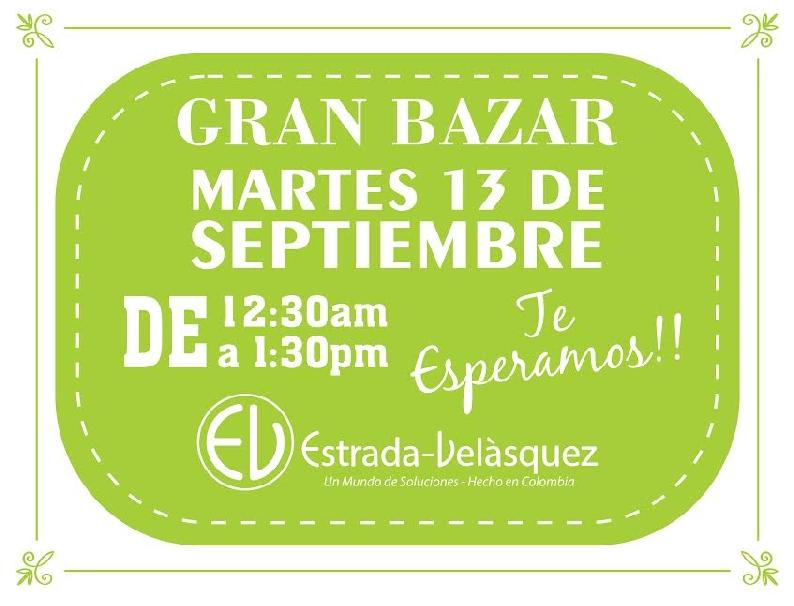 GRAN BAZAR
MARTES 13 DE
SEPTIEMBRE
DE 12:30am
a 1:30pm
Te
Esperamos!!
EV Estrada-Velàsquez
Un Mundo de Soluciones - Hecho en Colombia